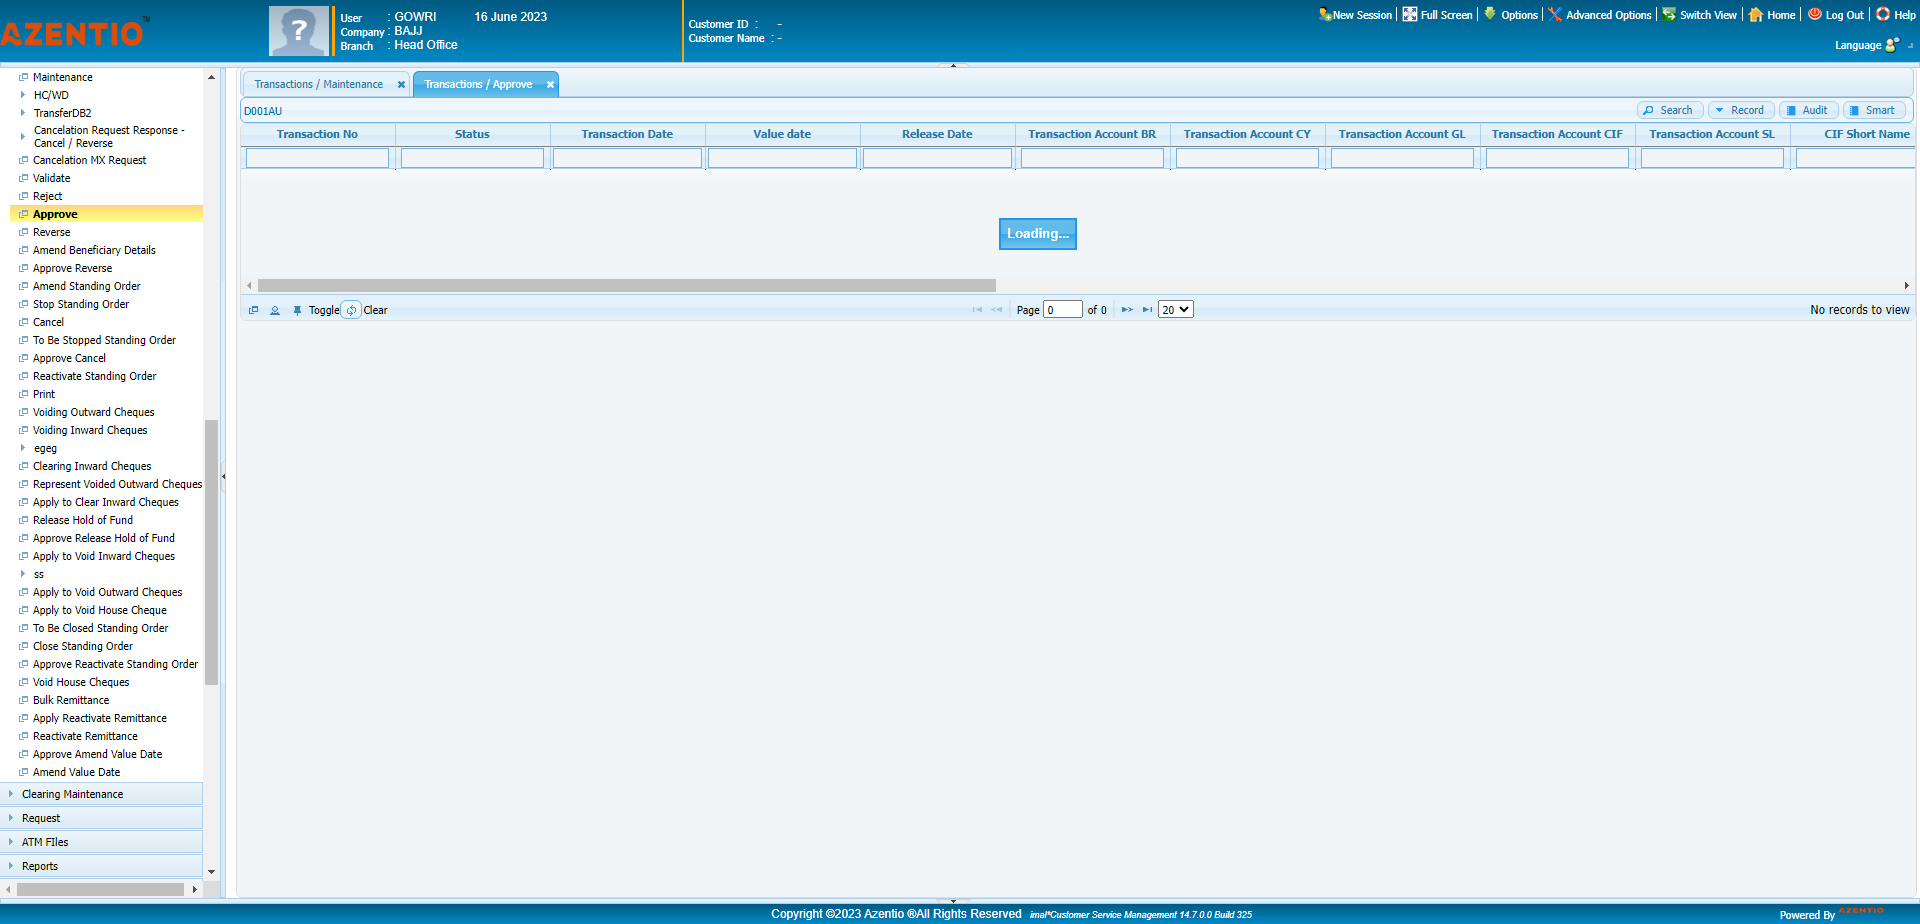 AZENTIO™
?
User : GOWRI 16 June 2023
Company : BAJJ
Branch : Head Office
Customer ID : -
Customer Name : -
New Session
Full Screen
Options
Advanced Options
Switch View
Home
Log Out
Help
Language
Maintenance
HC/WD
TransferDB2
Cancelation Request Response -
Cancel / Reverse
Cancelation MX Request
Validate
Reject
Approve
Reverse
Amend Beneficiary Details
Approve Reverse
Amend Standing Order
Stop Standing Order
Cancel
To Be Stopped Standing Order
Approve Cancel
Reactivate Standing Order
Print
Voiding Outward Cheques
Voiding Inward Cheques
egeg
Clearing Inward Cheques
Represent Voided Outward Cheques
Apply to Clear Inward Cheques
Release Hold of Fund
Approve Release Hold of Fund
Apply to Void Inward Cheques
ss
Apply to Void Outward Cheques
Apply to Void House Cheque
To Be Closed Standing Order
Close Standing Order
Approve Reactivate Standing Order
Void House Cheques
Bulk Remittance
Apply Reactivate Remittance
Reactivate Remittance
Approve Amend Value Date
Amend Value Date
Clearing Maintenance
Request
ATM FIles
Reports
Transactions / Maintenance
Transactions / Approve
D001AU
Search
Record
Audit
Smart
Transaction No Status Transaction Date Value date Release Date Transaction Account BR Transaction Account CY Transaction Account GL Transaction Account CIF Transaction Account SL CIF Short Name
Loading...
Toggle Clear
Page 0 of 0
20
No records to view
Copyright ©2023 Azentio ®All Rights Reserved imal®Customer Service Management 14.7.0.0 Build 325
Powered By AZENTIO